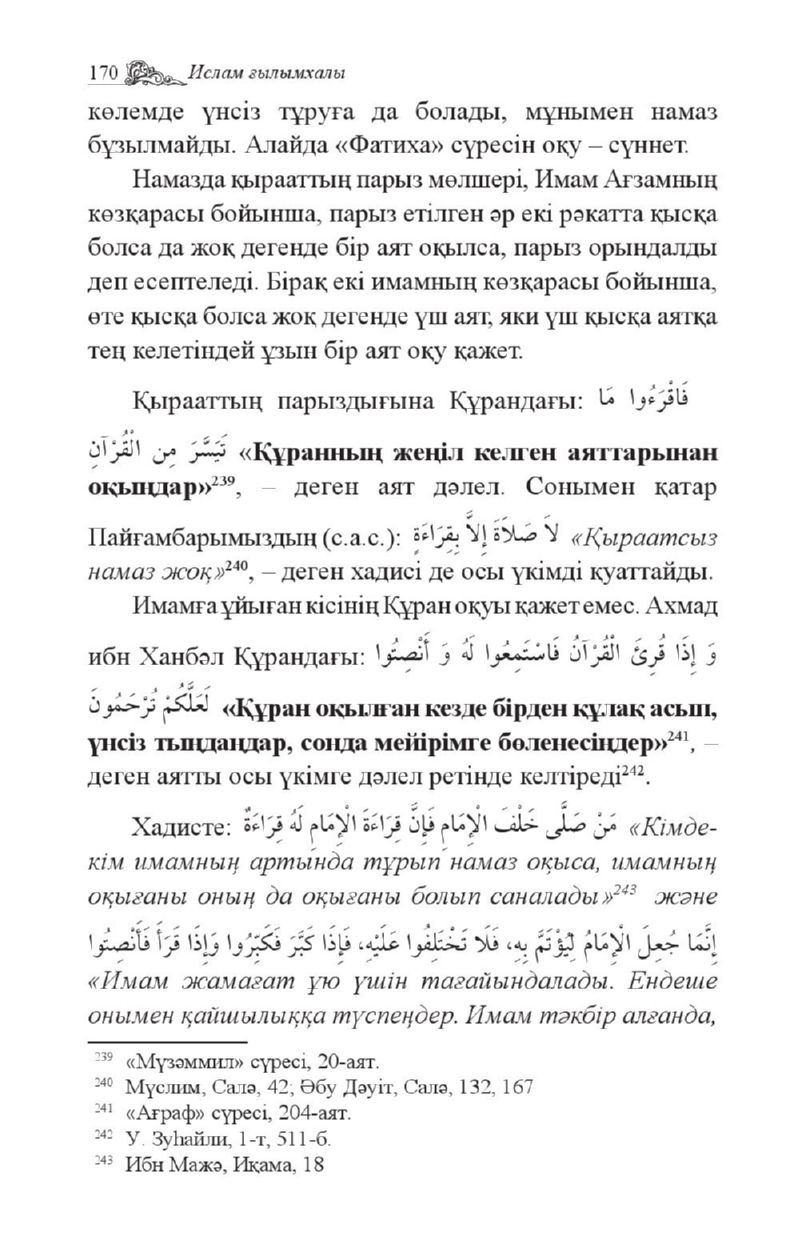 170 Ислам ғылымхалы
көлемде үнсіз тұруға да болады, мұнымен намаз
бұзылмайды. Алайда «Фатиха» сүресін оқу – сүннет.
Намазда қырааттың парыз мөлшері, Имам Ағзамның
көзқарасы бойынша, парыз етілген әр екі рәкатта қысқа
болса да жоқ дегенде бір аят оқылса, парыз орындалды
деп есептеледі. Бірақ екі имамның көзқарасы бойынша,
өте қысқа болса жоқ дегенде үш аят, яки үш қысқа аятқа
тең келетіндей ұзын бір аят оқу қажет.
Қырааттың парыздығына Құрандағы: فَاقْرَءُوا مَا
تَيَسَّرَ مِن الْقُرْآنِ «Құранның жеңіл келген аяттарынан
оқыңдар»²³⁹, – деген аят дәлел. Сонымен қатар
Пайғамбарымыздың (с.а.с.): لاَ صَلاَةَ إِلاَّ بِقِرَاءَةٍ «Қыраатсыз
намаз жоқ»²⁴⁰, – деген хадисі де осы үкімді қуаттайды.
Имамға ұйыған кісінің Құран оқуы қажет емес. Ахмад
ибн Ханбәл Құрандағы: وَ إِذَا قُرِئَ الْقُرْآنُ فَاسْتَمِعُوا لَهُ وَ أَنْصِتُوا
لَعَلَّكُمْ تُرْحَمُونَ «Құран оқылған кезде бірден құлақ асып,
үнсіз тыңдаңдар, сонда мейірімге бөленесіңдер»²⁴¹, –
деген аятты осы үкімге дәлел ретінде келтіреді²⁴².
Хадисте: مَنْ صَلَّى خَلْفَ الْإِمَامِ فَإِنَّ قِرَاءَةَ الْإِمَامِ لَهُ قِرَاءَةٌ «Кімде-
кім имамның артында тұрып намаз оқыса, имамның
оқығаны оның да оқығаны болып саналады»²⁴³ және
إِنَّمَا جُعِلَ الْإِمَامُ لِيُؤْتَمَّ بِهِ، فَلَا تَخْتَلِفُوا عَلَيْهِ، فَإِذَا كَبَّرَ فَكَبِّرُوا وَإِذَا قَرَأَ فَأَنْصِتُوا
«Имам жамағат ұю үшін тағайындалады. Ендеше
онымен қайшылыққа түспеңдер. Имам тәкбір алғанда,
²³⁹ «Мүзәммил» сүресі, 20-аят.
²⁴⁰ Мүслим, Салә, 42; Әбу Дәуіт, Салә, 132, 167
²⁴¹ «Ағраф» сүресі, 204-аят.
²⁴² У. Зуһайли, 1-т, 511-б.
²⁴³ Ибн Мажә, Иқама, 18